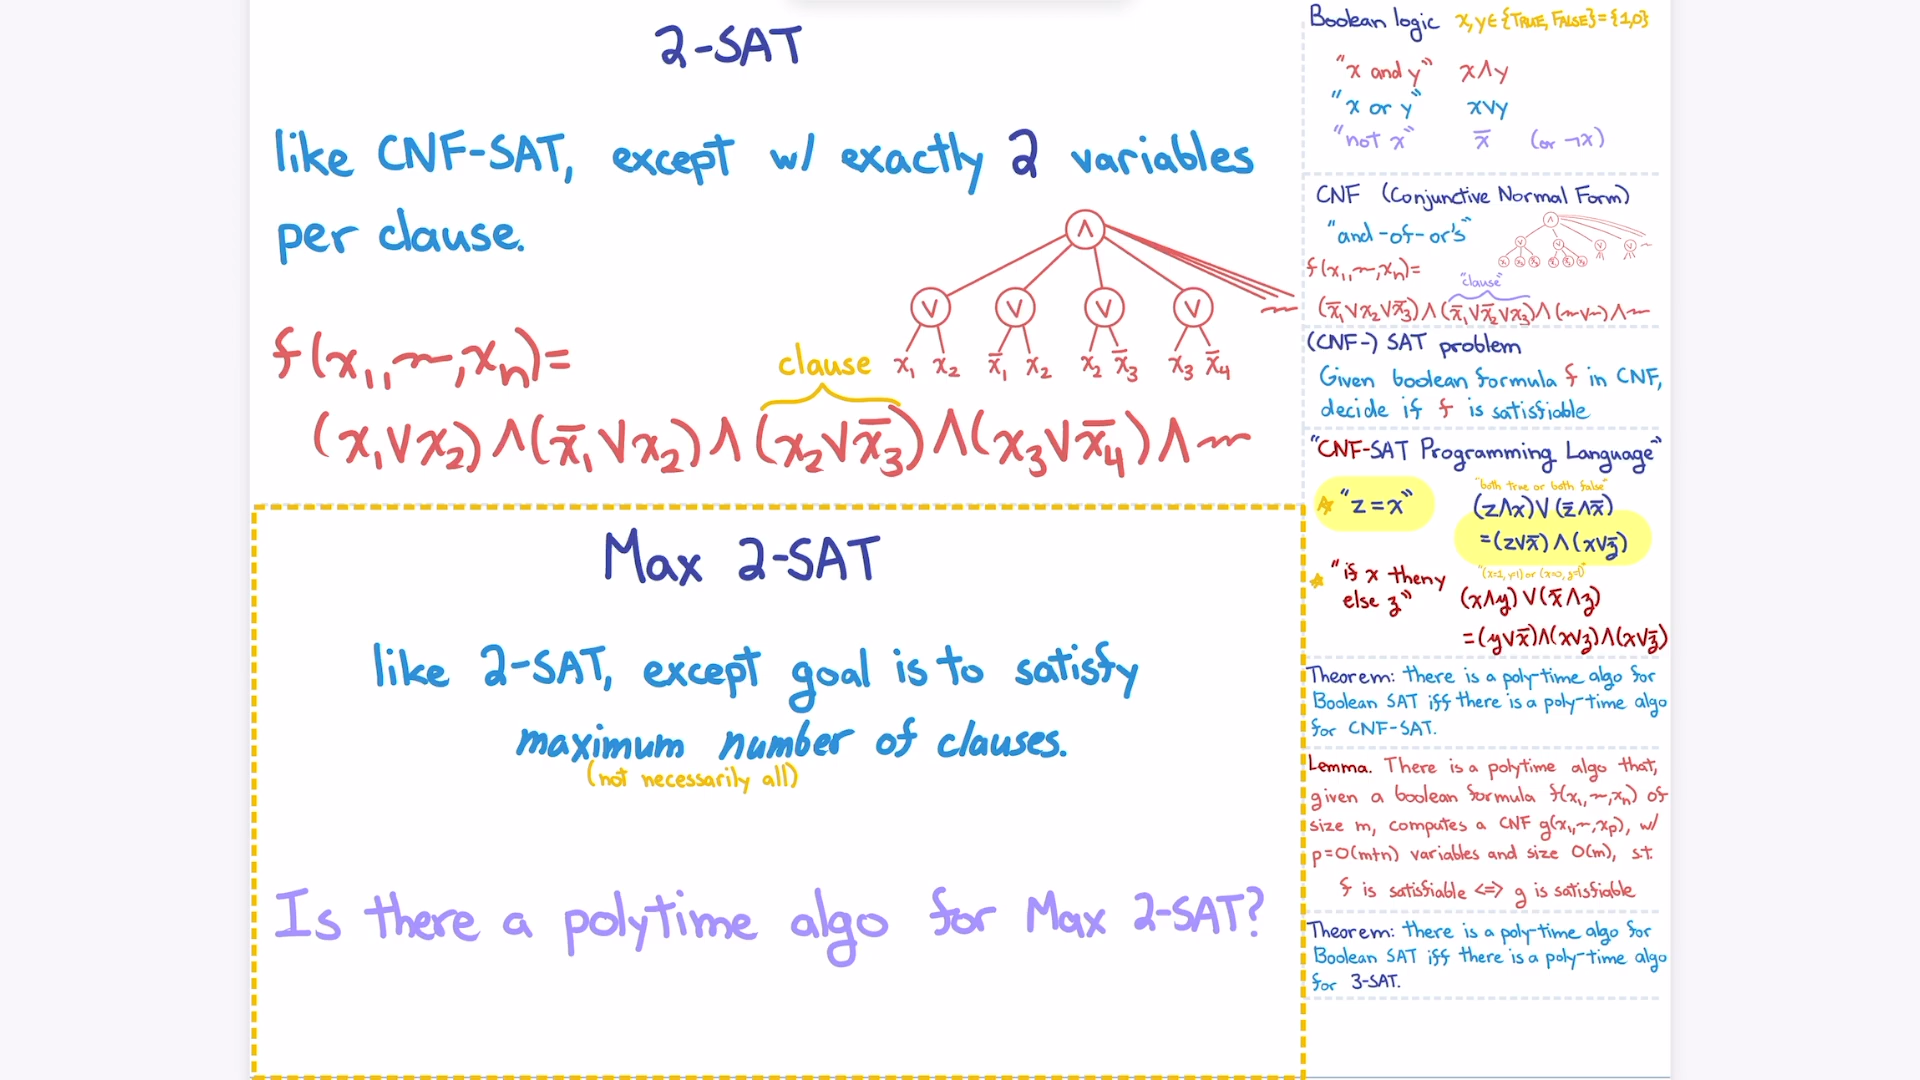 2-SAT
like CNF-SAT, except w/ exactly 2 variables
per clause.
∧
∨ ∨ ∨ ∨
x₁ x₂ x̄₁ x₂ x₂ x̄₃ x₃ x̄₄
f(x₁,~,xₙ)=
clause
(x₁∨x₂)∧(x̄₁∨x₂)∧(x₂∨x̄₃)∧(x₃∨x̄₄)∧~
Max 2-SAT
like 2-SAT, except goal is to satisfy
maximum number of clauses.
(not necessarily all)
Is there a polytime algo for Max 2-SAT?
Boolean logic x,y∈{TRUE, FALSE}={1,0}
"x and y" x∧y
"x or y" x∨y
"not x" x̄ (or ¬x)
CNF (Conjunctive Normal Form)
"and-of-or's"
f(x₁,~,xₙ)=
"clause"
(x̄₁∨x₂∨x̄₃)∧(x̄₁∨x̄₂∨x₃)∧(~∨~)∧~
(CNF-) SAT problem
Given boolean formula f in CNF,
decide if f is satisfiable
"CNF-SAT Programming Language"
"both true or both false"
"z=x" (z∧x)∨(z̄∧x̄)
=(z∨x̄)∧(x∨z̄)
"(x=1, y=1) or (x=0, z=1)"
"if x then y
else z" (x∧y)∨(x̄∧z)
=(y∨x̄)∧(x∨z)∧(x∨z̄)
Theorem: there is a poly-time algo for
Boolean SAT iff there is a poly-time algo
for CNF-SAT.
Lemma. There is a polytime algo that,
given a boolean formula f(x₁,~,xₙ) of
size m, computes a CNF g(x₁,~,xₚ), w/
p=O(m+n) variables and size O(m), s.t.
f is satisfiable <=> g is satisfiable
Theorem: there is a poly-time algo for
Boolean SAT iff there is a poly-time algo
for 3-SAT.